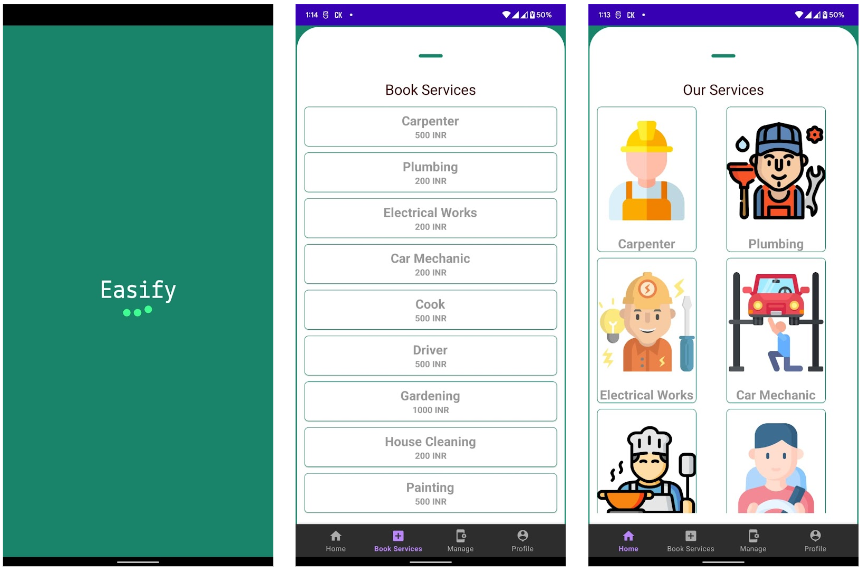 Easify
1:14 50%
Book Services
Carpenter
500 INR
Plumbing
200 INR
Electrical Works
200 INR
Car Mechanic
200 INR
Cook
500 INR
Driver
500 INR
Gardening
1000 INR
House Cleaning
200 INR
Painting
500 INR
Home Book Services Manage Profile
1:13 50%
Our Services
Carpenter Plumbing
Electrical Works Car Mechanic
Home Book Services Manage Profile